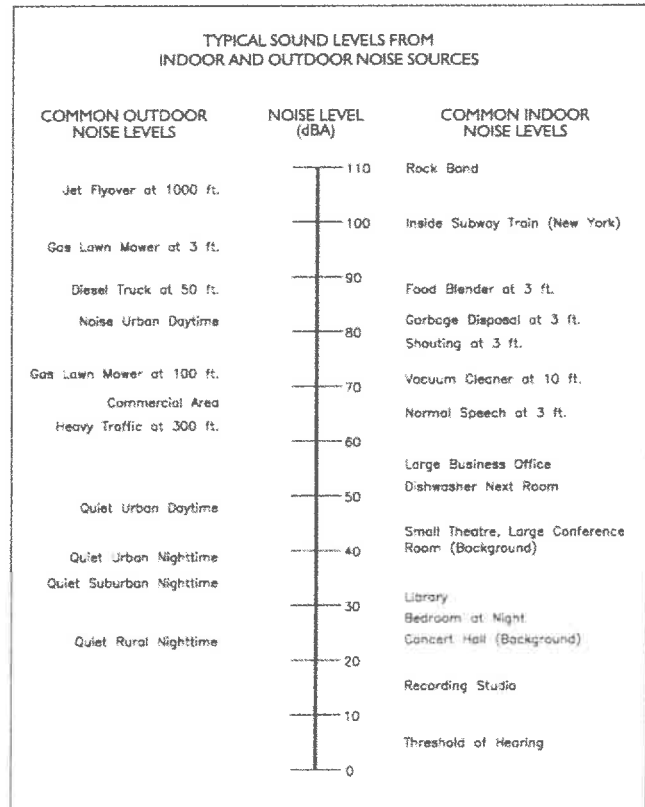 TYPICAL SOUND LEVELS FROM
INDOOR AND OUTDOOR NOISE SOURCES
COMMON OUTDOOR
NOISE LEVELS
NOISE LEVEL
(dBA)
COMMON INDOOR
NOISE LEVELS
110
Rock Band
Jet Flyover at 1000 ft.
100
Inside Subway Train (New York)
Gas Lawn Mower at 3 ft.
90
Diesel Truck at 50 ft.
Food Blender at 3 ft.
Noise Urban Daytime
Garbage Disposal at 3 ft.
80
Shouting at 3 ft.
Gas Lawn Mower at 100 ft.
Vacuum Cleaner at 10 ft.
70
Commercial Area
Normal Speech at 3 ft.
Heavy Traffic at 300 ft.
60
Large Business Office
Dishwasher Next Room
50
Quiet Urban Daytime
Small Theatre, Large Conference
Room (Background)
40
Quiet Urban Nighttime
Quiet Suburban Nighttime
Library
30
Bedroom at Night
Quiet Rural Nighttime
Concert Hall (Background)
20
Recording Studio
10
Threshold of Hearing
0